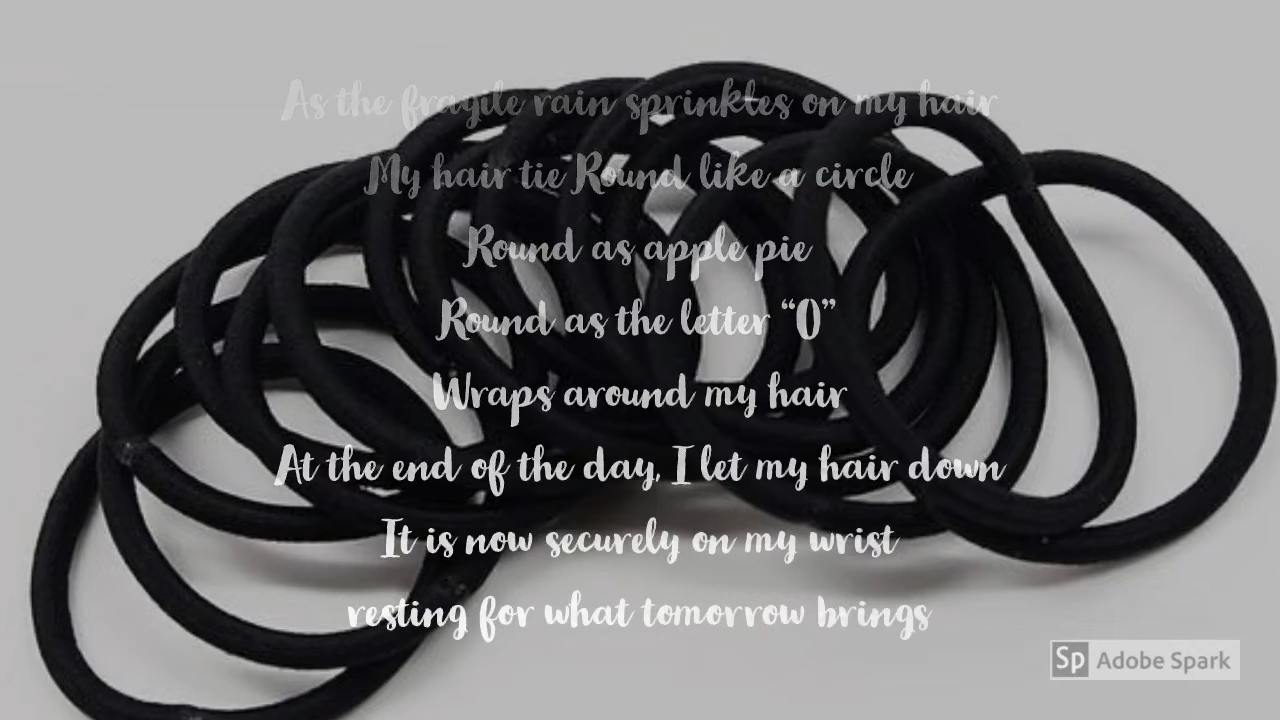 As the fragile rain sprinkles on my hair
My hair tie Round like a circle
Round as apple pie
Round as the letter “O”
Wraps around my hair
At the end of the day, I let my hair down
It is now securely on my wrist
resting for what tomorrow brings
Sp Adobe Spark